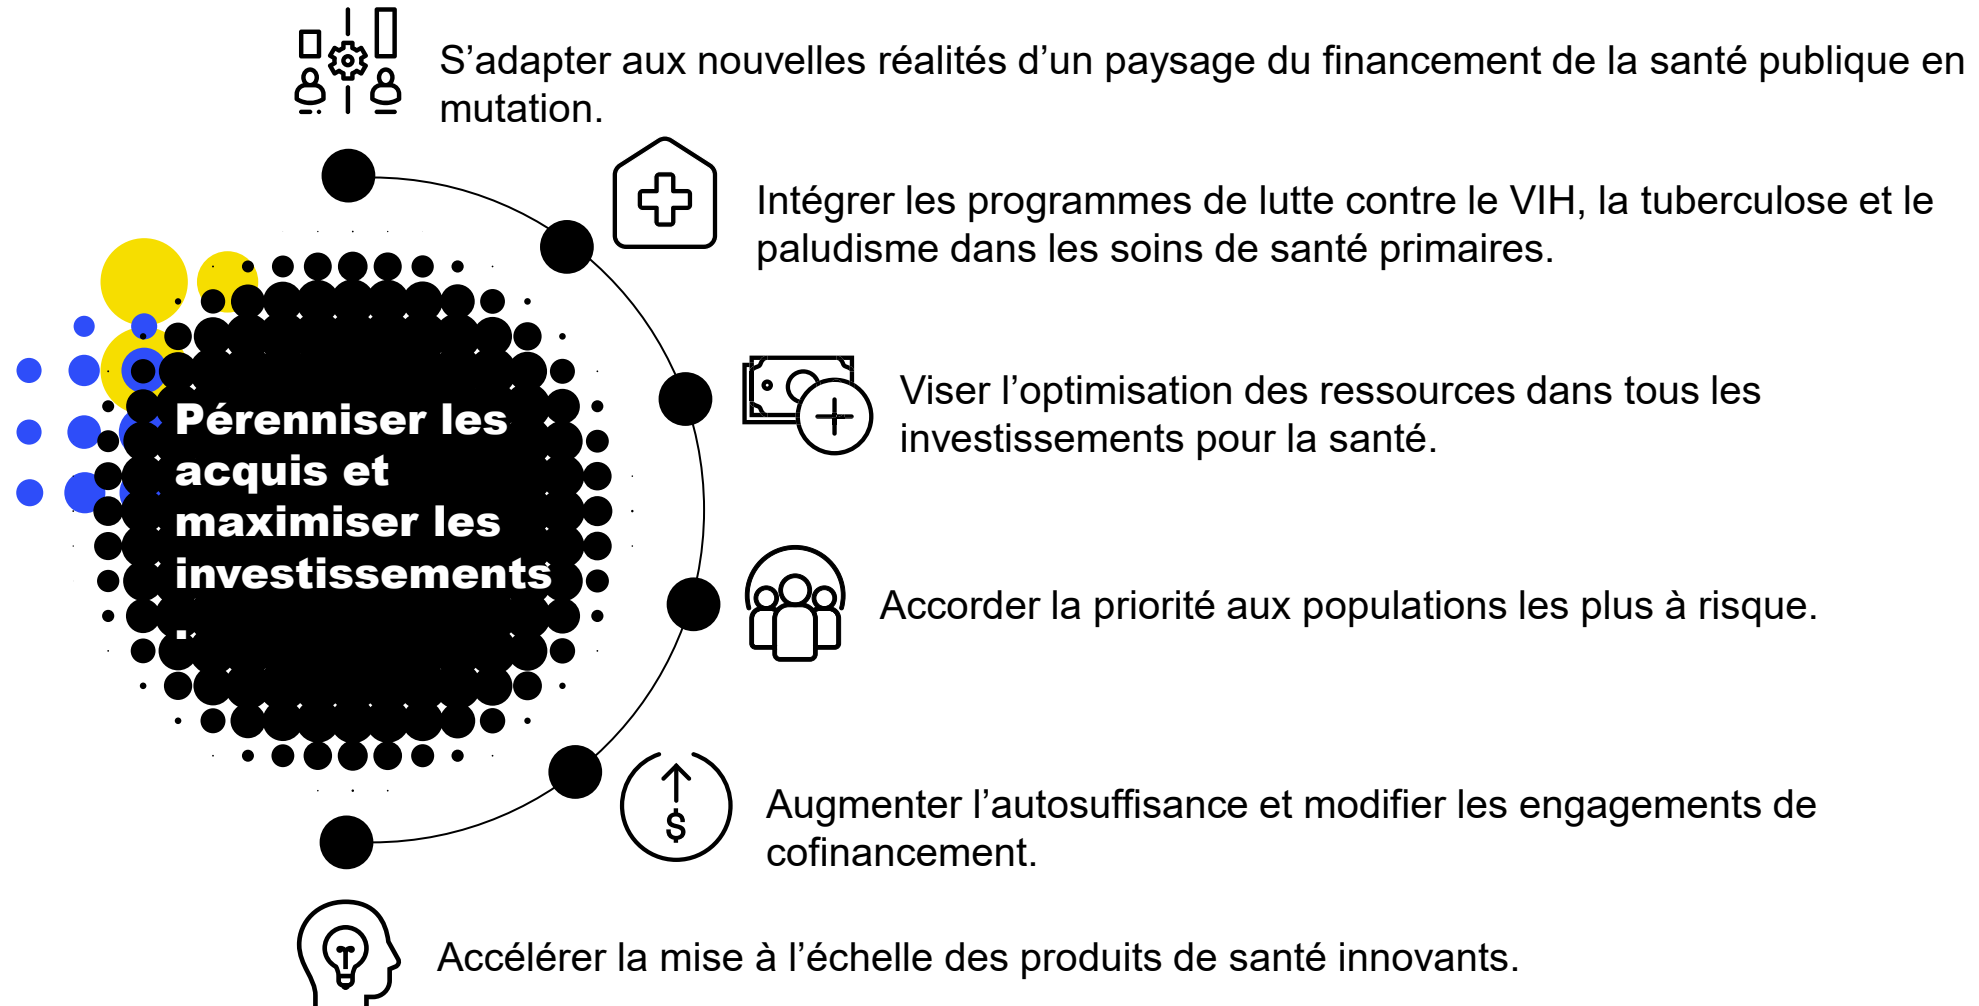 S’adapter aux nouvelles réalités d’un paysage du financement de la santé publique en
mutation.
Intégrer les programmes de lutte contre le VIH, la tuberculose et le
paludisme dans les soins de santé primaires.
Viser l’optimisation des ressources dans tous les
investissements pour la santé.
Pérenniser les
acquis et
maximiser les
investissements
.
Accorder la priorité aux populations les plus à risque.
Augmenter l’autosuffisance et modifier les engagements de
cofinancement.
$
Accélérer la mise à l’échelle des produits de santé innovants.